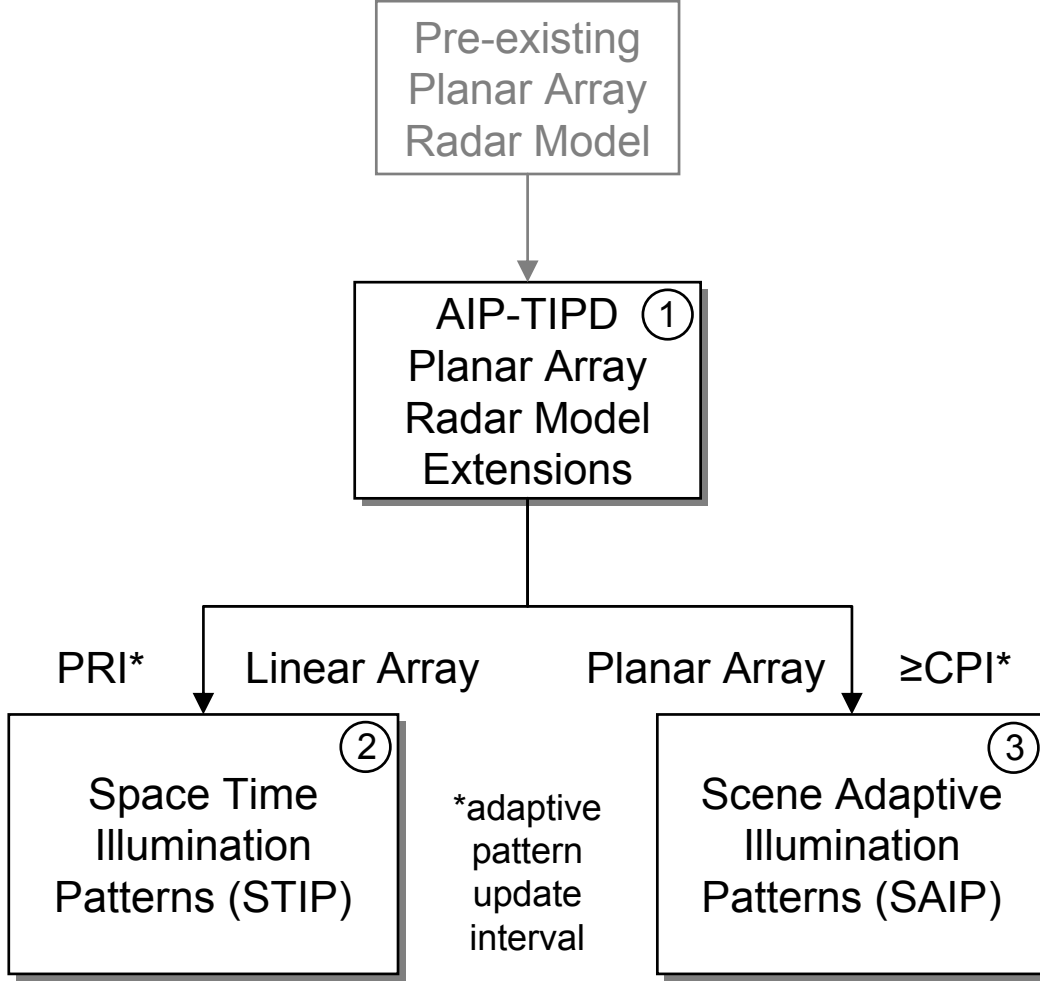 Pre-existing
Planar Array
Radar Model
AIP-TIPD
1
Planar Array
Radar Model
Extensions
PRI*
Linear Array
Planar Array
≥CPI*
2
Space Time
Illumination
Patterns (STIP)
*adaptive
pattern
update
interval
3
Scene Adaptive
Illumination
Patterns (SAIP)